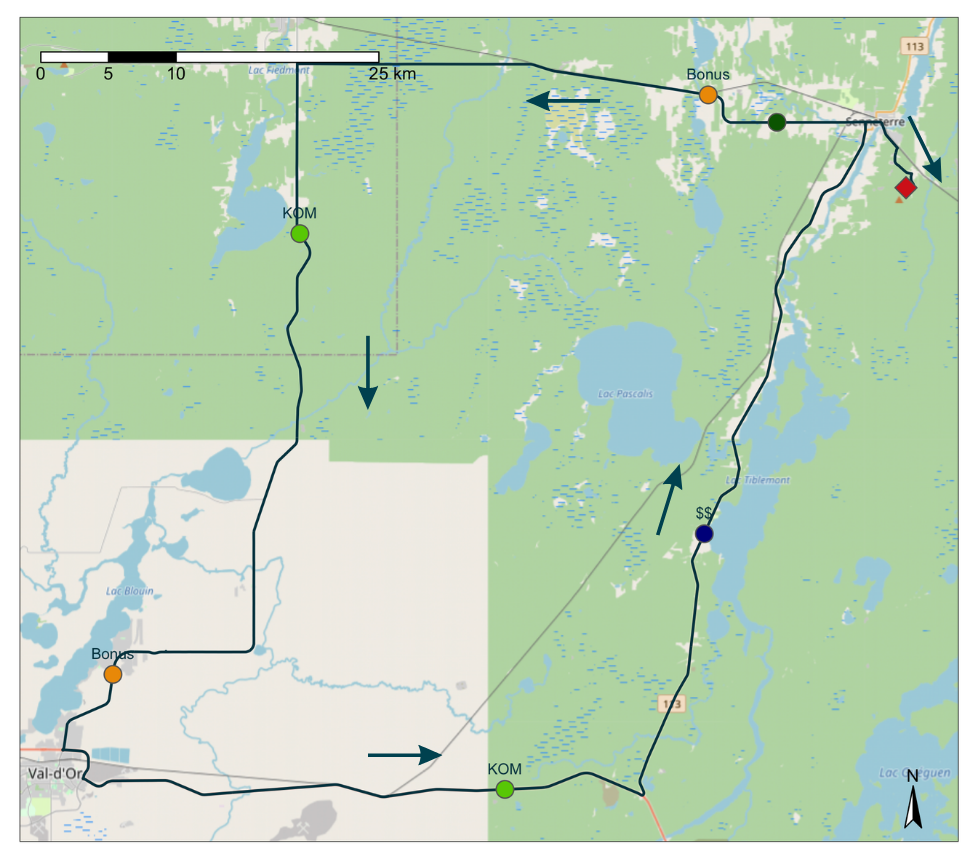 113
0 5 10 25 km
Lac Fiedmont
Bonus
Senneterre
KOM
Lac Pascalis
Lac Tiblemont
$$
Lac Blouin
Bonus
113
Val-d'Or
KOM
Lac Guéguen
N